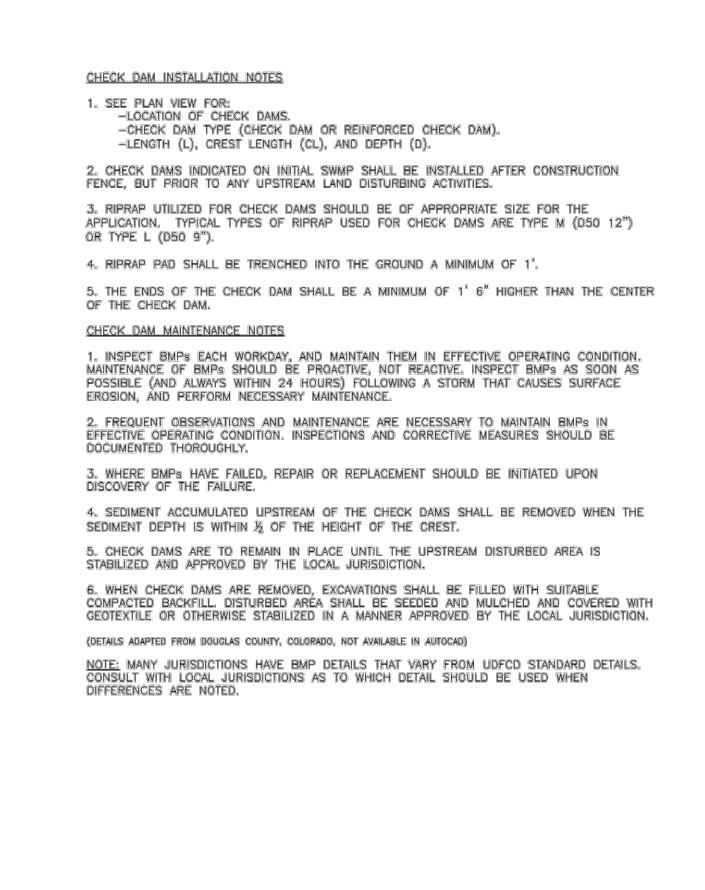 CHECK DAM INSTALLATION NOTES
1. SEE PLAN VIEW FOR:
-LOCATION OF CHECK DAMS.
-CHECK DAM TYPE (CHECK DAM OR REINFORCED CHECK DAM).
-LENGTH (L), CREST LENGTH (CL), AND DEPTH (D).
2. CHECK DAMS INDICATED ON INITIAL SWMP SHALL BE INSTALLED AFTER CONSTRUCTION
FENCE, BUT PRIOR TO ANY UPSTREAM LAND DISTURBING ACTIVITIES.
3. RIPRAP UTILIZED FOR CHECK DAMS SHOULD BE OF APPROPRIATE SIZE FOR THE
APPLICATION. TYPICAL TYPES OF RIPRAP USED FOR CHECK DAMS ARE TYPE M (D50 12")
OR TYPE L (D50 9").
4. RIPRAP PAD SHALL BE TRENCHED INTO THE GROUND A MINIMUM OF 1'.
5. THE ENDS OF THE CHECK DAM SHALL BE A MINIMUM OF 1' 6" HIGHER THAN THE CENTER
OF THE CHECK DAM.
CHECK DAM MAINTENANCE NOTES
1. INSPECT BMPs EACH WORKDAY, AND MAINTAIN THEM IN EFFECTIVE OPERATING CONDITION.
MAINTENANCE OF BMPs SHOULD BE PROACTIVE, NOT REACTIVE. INSPECT BMPs AS SOON AS
POSSIBLE (AND ALWAYS WITHIN 24 HOURS) FOLLOWING A STORM THAT CAUSES SURFACE
EROSION, AND PERFORM NECESSARY MAINTENANCE.
2. FREQUENT OBSERVATIONS AND MAINTENANCE ARE NECESSARY TO MAINTAIN BMPs IN
EFFECTIVE OPERATING CONDITION. INSPECTIONS AND CORRECTIVE MEASURES SHOULD BE
DOCUMENTED THOROUGHLY.
3. WHERE BMPs HAVE FAILED, REPAIR OR REPLACEMENT SHOULD BE INITIATED UPON
DISCOVERY OF THE FAILURE.
4. SEDIMENT ACCUMULATED UPSTREAM OF THE CHECK DAMS SHALL BE REMOVED WHEN THE
SEDIMENT DEPTH IS WITHIN ½ OF THE HEIGHT OF THE CREST.
5. CHECK DAMS ARE TO REMAIN IN PLACE UNTIL THE UPSTREAM DISTURBED AREA IS
STABILIZED AND APPROVED BY THE LOCAL JURISDICTION.
6. WHEN CHECK DAMS ARE REMOVED, EXCAVATIONS SHALL BE FILLED WITH SUITABLE
COMPACTED BACKFILL. DISTURBED AREA SHALL BE SEEDED AND MULCHED AND COVERED WITH
GEOTEXTILE OR OTHERWISE STABILIZED IN A MANNER APPROVED BY THE LOCAL JURISDICTION.
(DETAILS ADAPTED FROM DOUGLAS COUNTY, COLORADO, NOT AVAILABLE IN AUTOCAD)
NOTE: MANY JURISDICTIONS HAVE BMP DETAILS THAT VARY FROM UDFCD STANDARD DETAILS.
CONSULT WITH LOCAL JURISDICTIONS AS TO WHICH DETAIL SHOULD BE USED WHEN
DIFFERENCES ARE NOTED.